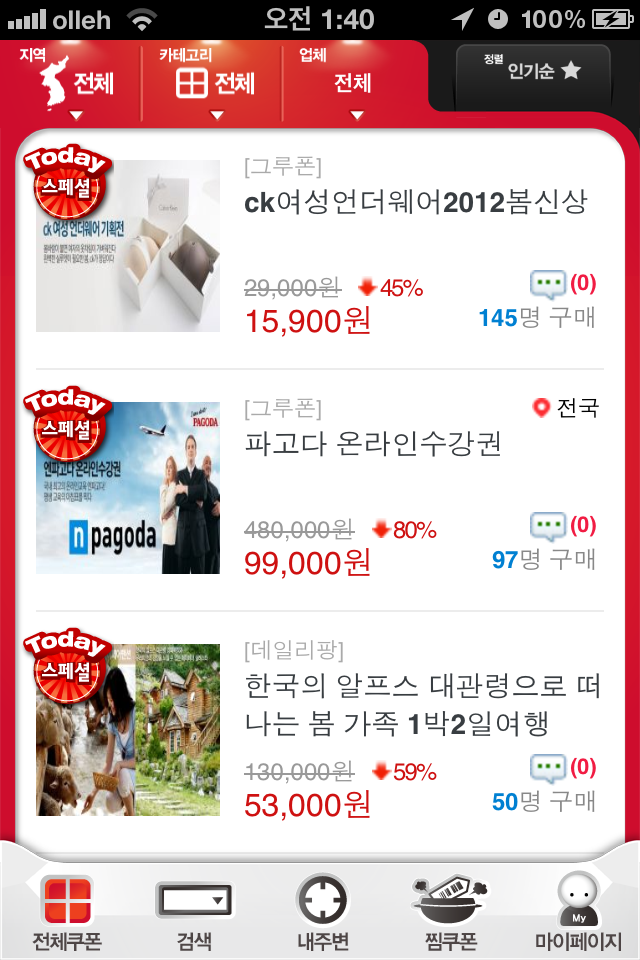 olleh 오전 1:40 100%
지역 전체
카테고리 전체
업체 전체
정렬 인기순
Today 스페셜
ck 여성 언더웨어 기획전
[그루폰]
ck여성언더웨어2012봄신상
29,000원 45% (0)
15,900원 145명 구매
Today 스페셜
PAGODA
엔파고다 온라인수강권
n pagoda
[그루폰] 전국
파고다 온라인수강권
480,000원 80% (0)
99,000원 97명 구매
Today 스페셜
[데일리팡]
한국의 알프스 대관령으로 떠
나는 봄 가족 1박2일여행
130,000원 59% (0)
53,000원 50명 구매
My
전체쿠폰 검색 내주변 찜쿠폰 마이페이지